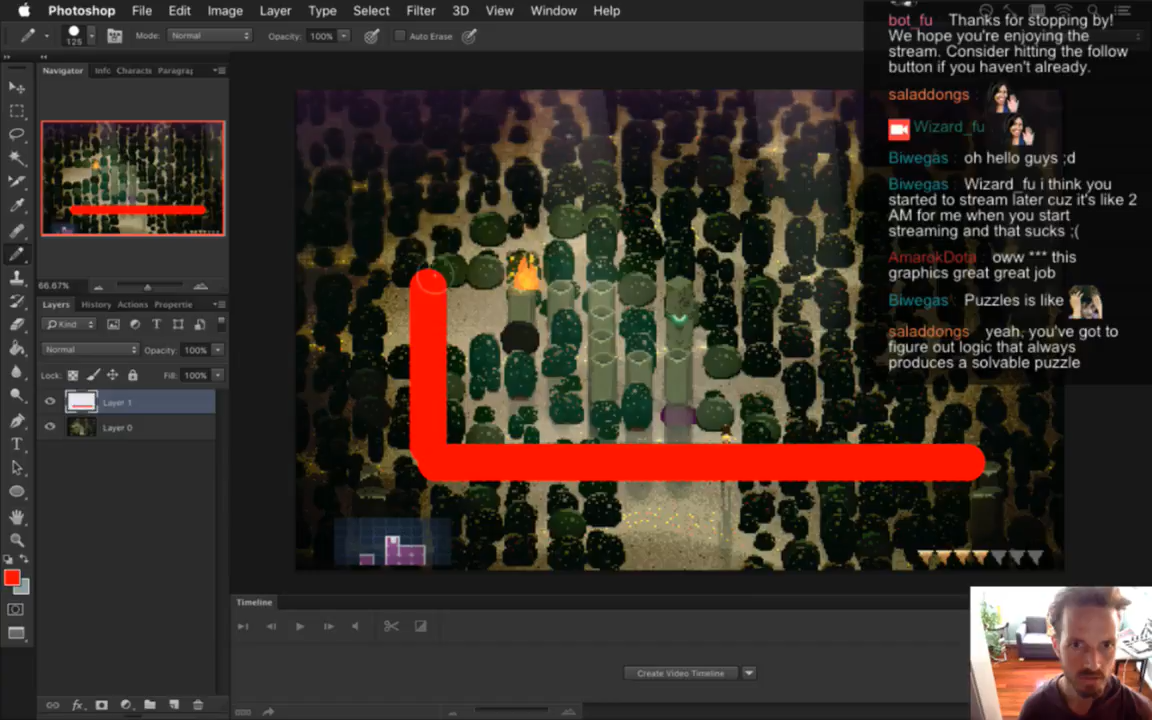 Photoshop File Edit Image Layer Type Select Filter 3D View Window Help
125 Mode: Normal Opacity: 100% Auto Erase
Navigator Info Characte Paragrap
66.67%
Layers History Actions Propertie
Kind
Normal Opacity: 100%
Lock: Fill: 100%
Layer 1
Layer 0
Timeline
Create Video Timeline
bot_fu Thanks for stopping by!
We hope you're enjoying the
stream. Consider hitting the follow
button if you haven't already.
saladdongs
Wizard_fu
Biwegas : oh hello guys ;d
Biwegas : Wizard_fu i think you
started to stream later cuz it's like 2
AM for me when you start
streaming and that sucks ;(
AmarokDota : oww *** this
graphics great great job
Biwegas : Puzzles is like
saladdongs : yeah, you've got to
figure out logic that always
produces a solvable puzzle